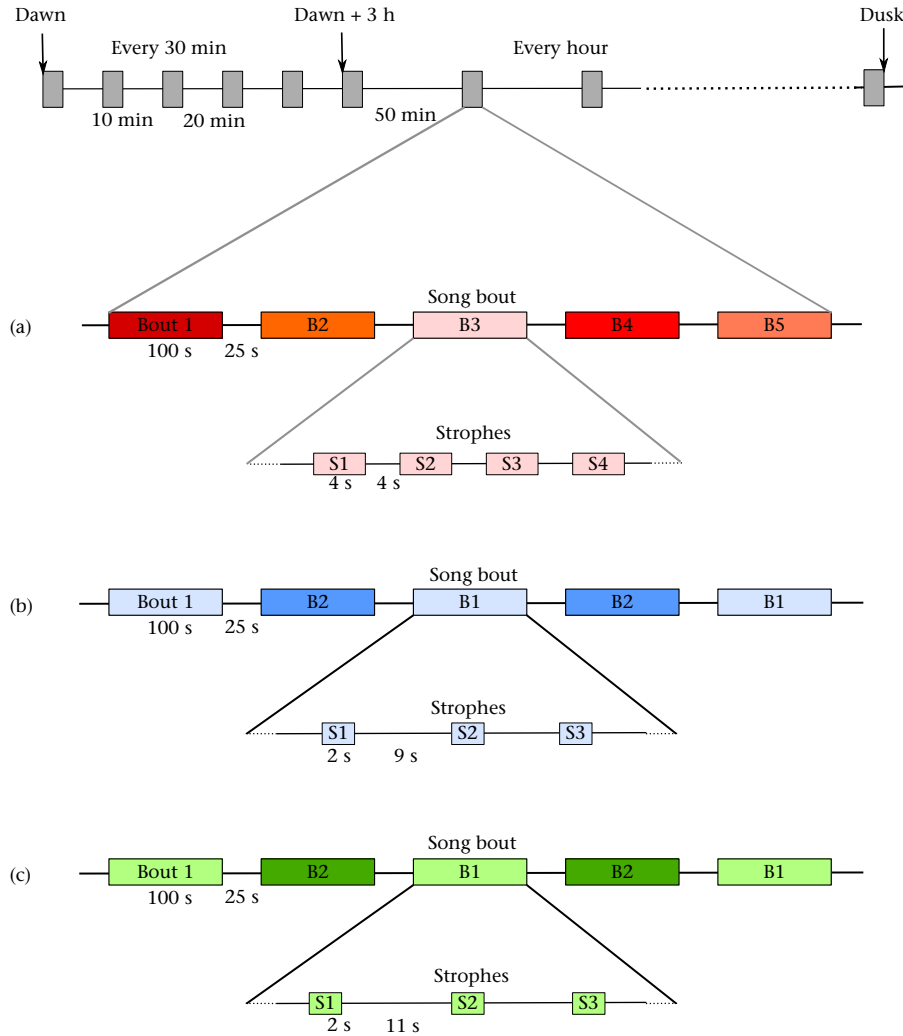 Dawn Dawn + 3 h Dusk
Every 30 min Every hour
10 min 20 min 50 min
Song bout
(a) Bout 1 B2 B3 B4 B5
100 s 25 s
Strophes
S1 S2 S3 S4
4 s 4 s
Song bout
(b) Bout 1 B2 B1 B2 B1
100 s 25 s
Strophes
S1 S2 S3
2 s 9 s
Song bout
(c) Bout 1 B2 B1 B2 B1
100 s 25 s
Strophes
S1 S2 S3
2 s 11 s